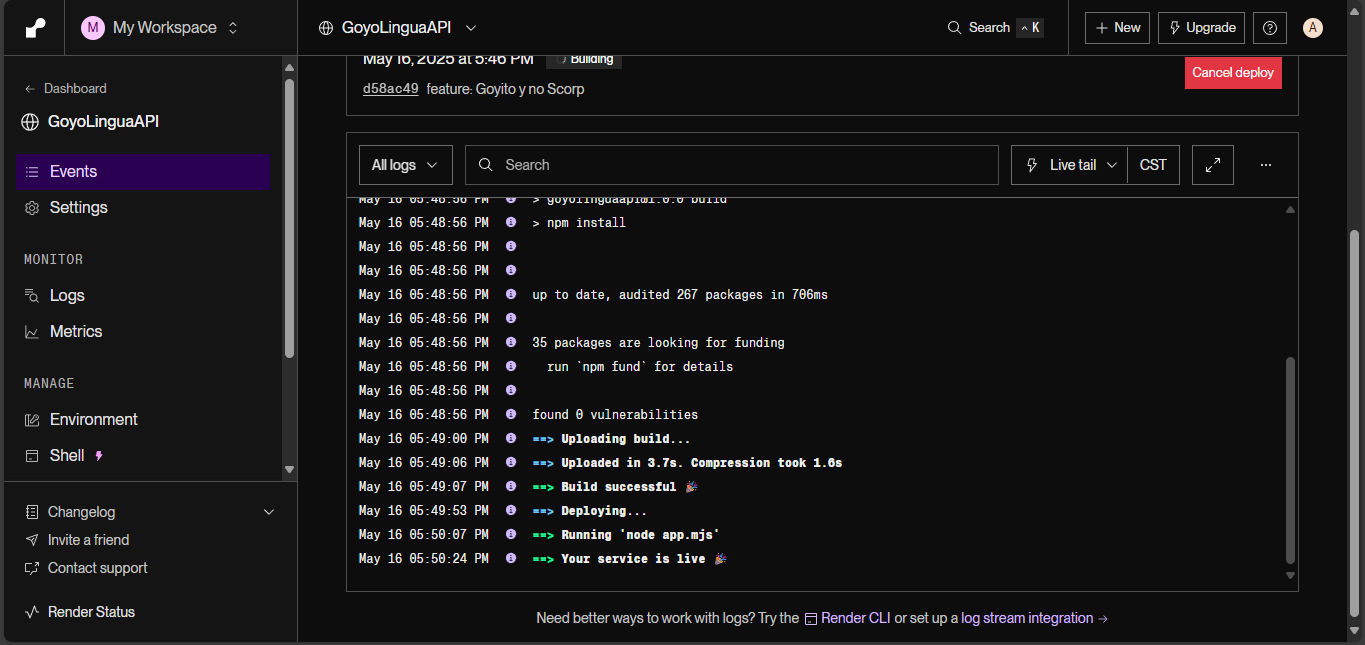 M My Workspace
GoyoLinguaAPI
Search ^ K
+ New
Upgrade
A
← Dashboard
GoyoLinguaAPI
Events
Settings
MONITOR
Logs
Metrics
MANAGE
Environment
Shell
Changelog
Invite a friend
Contact support
Render Status
May 16, 2025 at 5:46 PM Building
Cancel deploy
d58ac49 feature: Goyito y no Scorp
All logs
Search
Live tail
CST
...
May 16 05:48:56 PM > goyolinguaapi@1.0.0 build
May 16 05:48:56 PM > npm install
May 16 05:48:56 PM
May 16 05:48:56 PM
May 16 05:48:56 PM up to date, audited 267 packages in 706ms
May 16 05:48:56 PM
May 16 05:48:56 PM 35 packages are looking for funding
May 16 05:48:56 PM run `npm fund` for details
May 16 05:48:56 PM
May 16 05:48:56 PM found 0 vulnerabilities
May 16 05:49:00 PM ==> Uploading build...
May 16 05:49:06 PM ==> Uploaded in 3.7s. Compression took 1.6s
May 16 05:49:07 PM ==> Build successful 🎉
May 16 05:49:53 PM ==> Deploying...
May 16 05:50:07 PM ==> Running 'node app.mjs'
May 16 05:50:24 PM ==> Your service is live 🎉
Need better ways to work with logs? Try the Render CLI or set up a log stream integration →